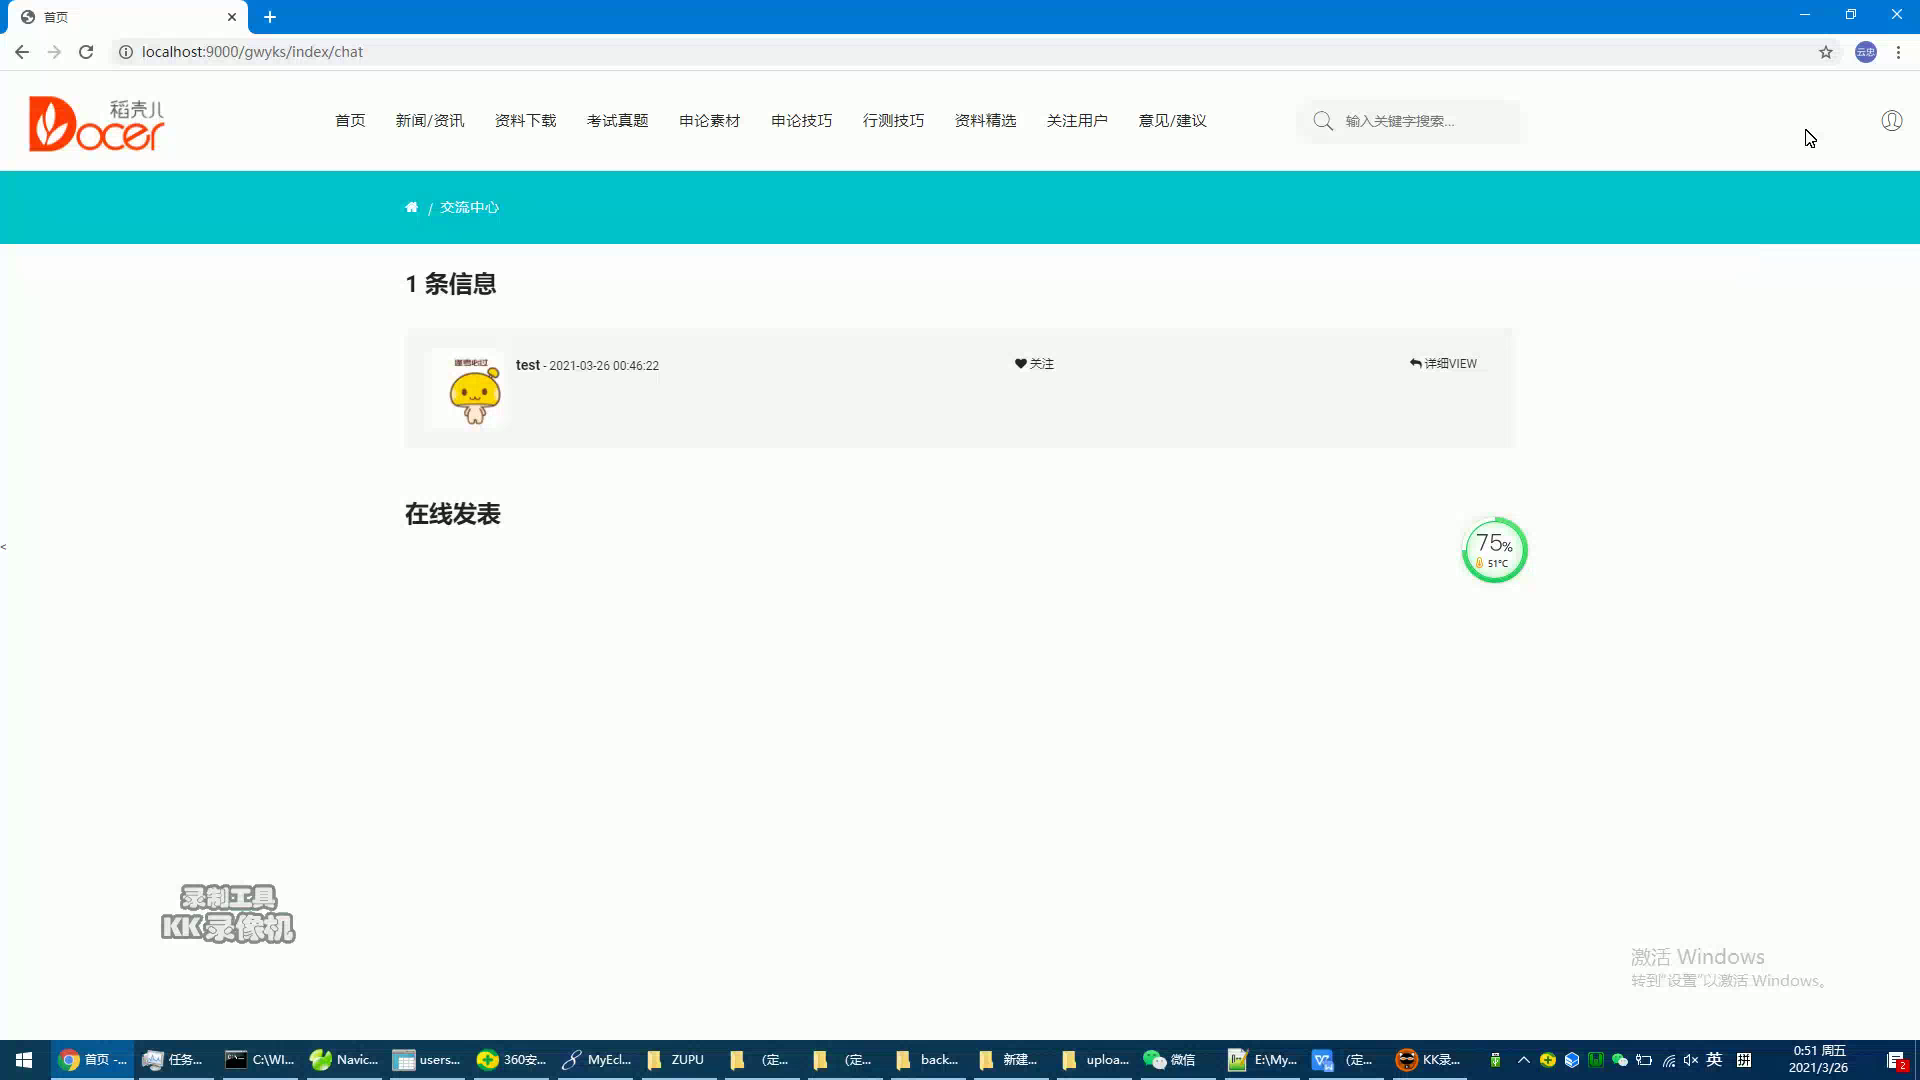 首页
localhost:9000/gwyks/index/chat
云忠
稻壳儿
Docer
首页 新闻/资讯 资料下载 考试真题 申论素材 申论技巧 行测技巧 资料精选 关注用户 意见/建议 输入关键字搜索...
/ 交流中心
1 条信息
test - 2021-03-26 00:46:22 关注 详细VIEW
在线发表
75%
51°C
<
录制工具
KK录像机
激活 Windows
转到"设置"以激活 Windows。
首页 -... 任务... C:\WI... Navic... users... 360安... MyEcl... ZUPU (定... (定... back... 新建... uploa... 微信 E:\My... (定... KK录... 英 拼 0:51 周五
2021/3/26
2